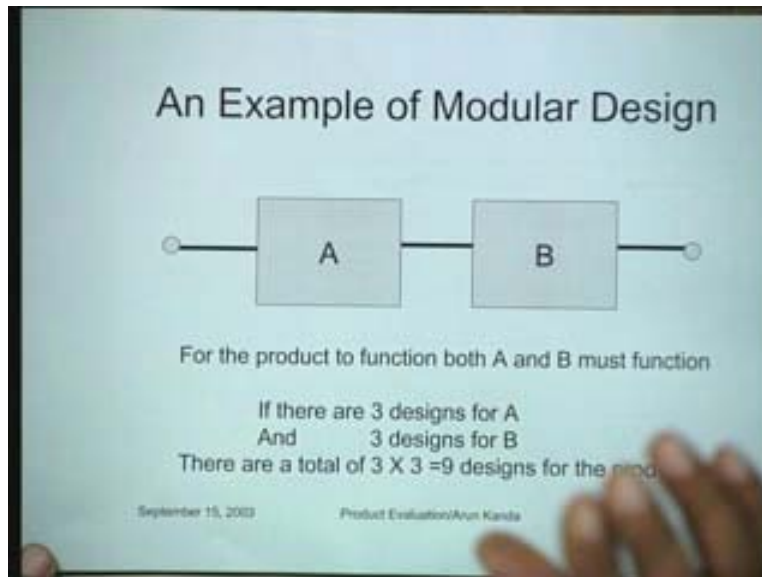 An Example of Modular Design
A
B
For the product to function both A and B must function
If there are 3 designs for A
And 3 designs for B
There are a total of 3 X 3 =9 designs for the
September 15, 2003 Product Evaluation/Arun Kanda